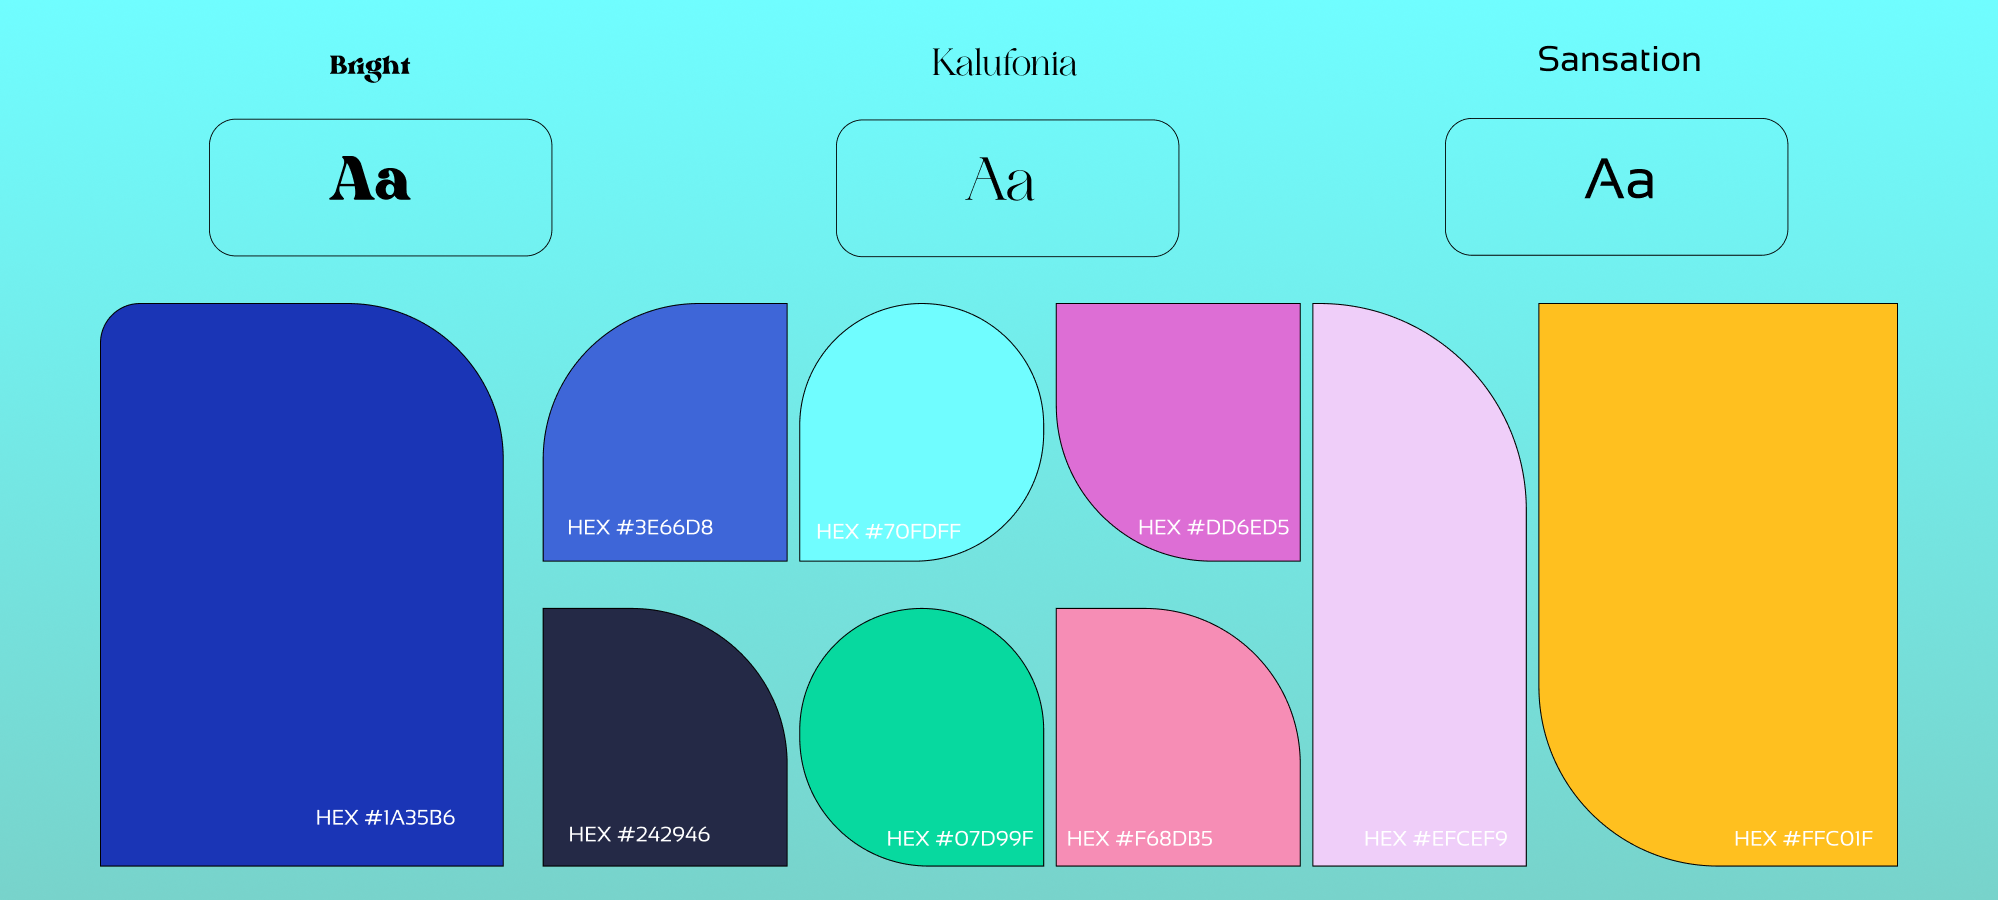 Bright
Kalufonia
Sansation
Aa
Aa
Aa
HEX #3E66D8
HEX #70FDFF
HEX #DD6ED5
HEX #1A35B6
HEX #242946
HEX #07D99F
HEX #F68DB5
HEX #EFCEF9
HEX #FFC01F